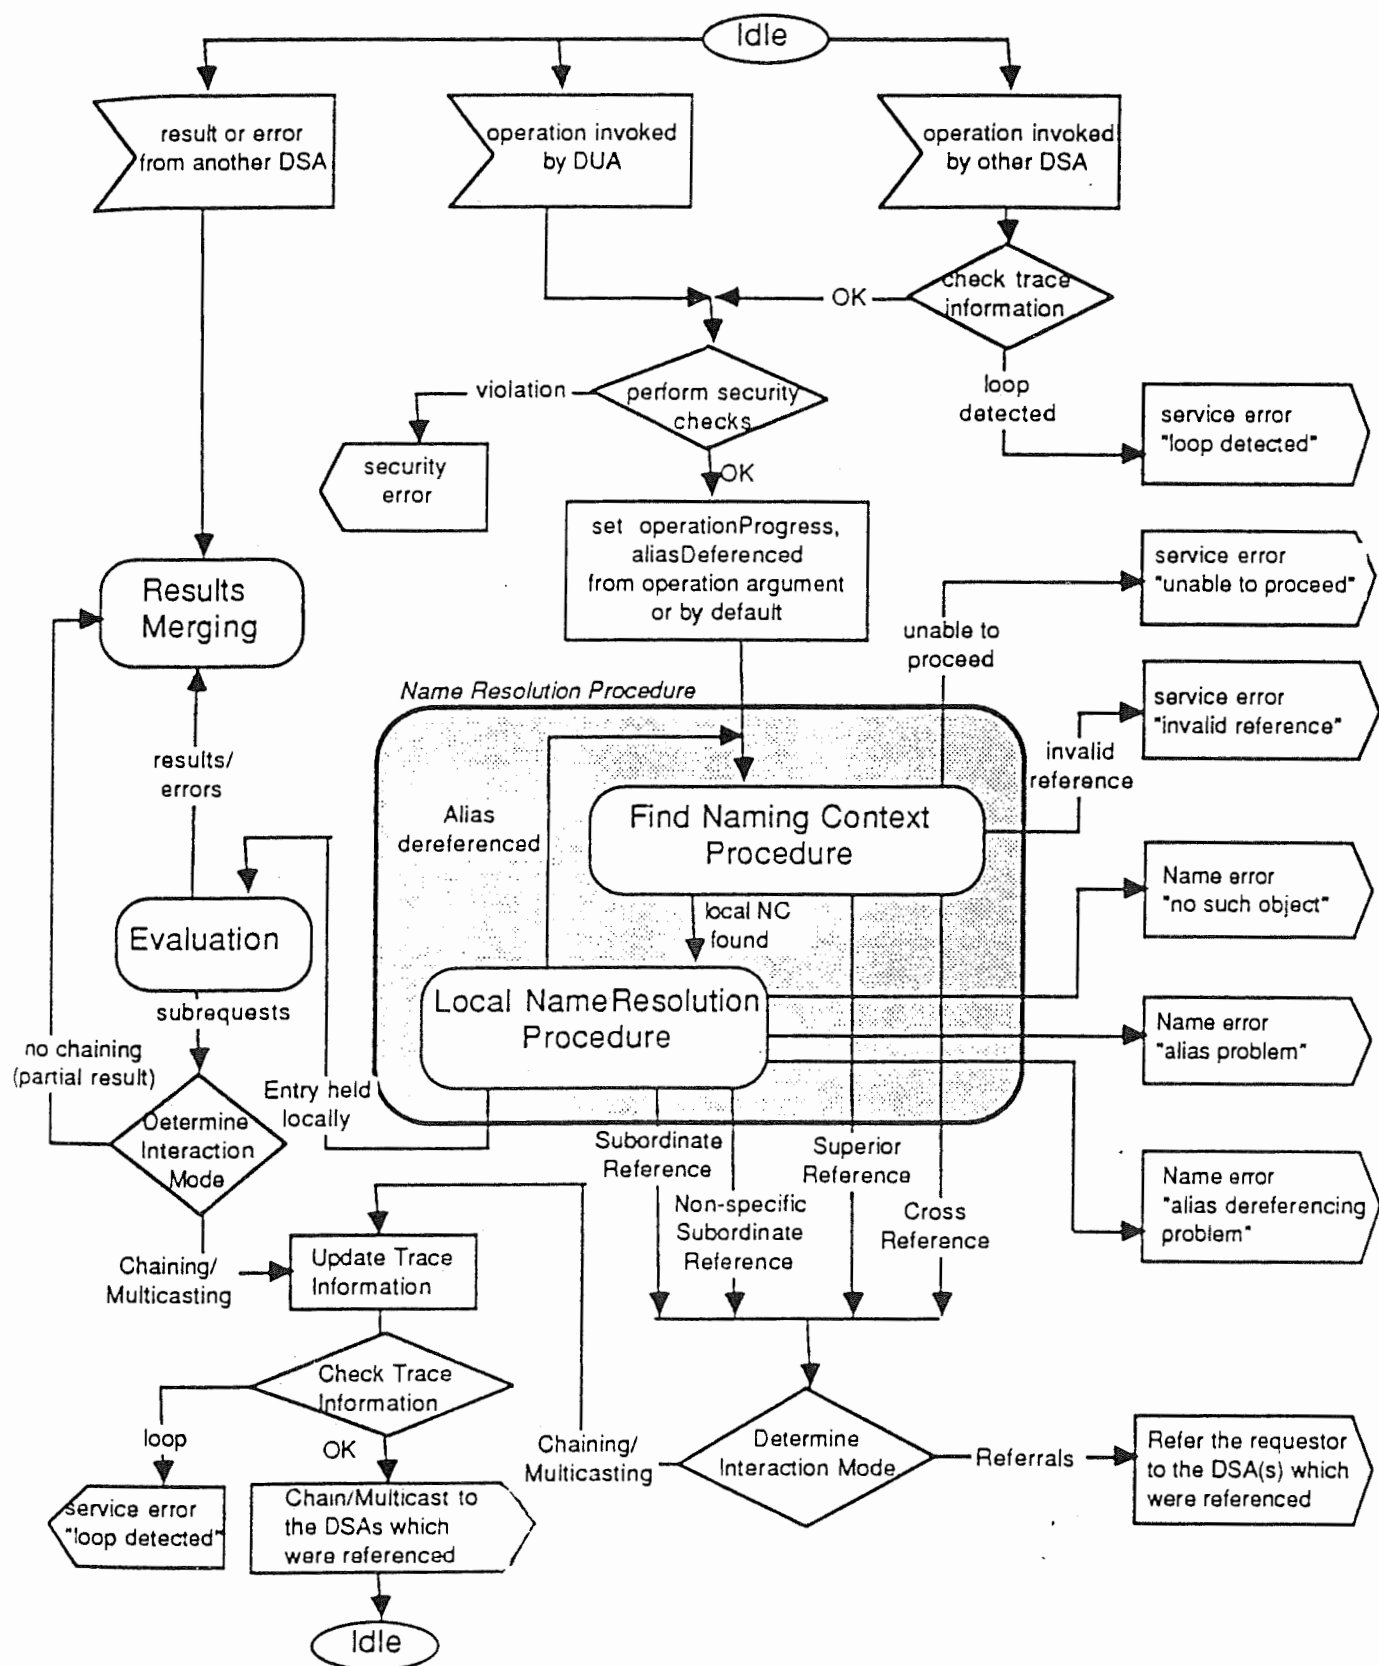 Idle
result or error
from another DSA
operation invoked
by DUA
operation invoked
by other DSA
check trace
information
OK
loop
detected
service error
"loop detected"
violation
perform security
checks
security
error
OK
set operationProgress,
aliasDeferenced
from operation argument
or by default
service error
"unable to proceed"
unable to
proceed
Results
Merging
Name Resolution Procedure
service error
"invalid reference"
invalid
reference
results/
errors
Alias
dereferenced
Find Naming Context
Procedure
Name error
"no such object"
local NC
found
Evaluation
Local NameResolution
Procedure
subrequests
Name error
"alias problem"
no chaining
(partial result)
Entry held
locally
Determine
Interaction
Mode
Subordinate
Reference
Superior
Reference
Name error
"alias dereferencing
problem"
Non-specific
Subordinate
Reference
Cross
Reference
Chaining/
Multicasting
Update Trace
Information
Check Trace
Information
loop
OK
Chaining/
Multicasting
Determine
Interaction Mode
Referrals
Refer the requestor
to the DSA(s) which
were referenced
service error
"loop detected"
Chain/Multicast to
the DSAs which
were referenced
Idle